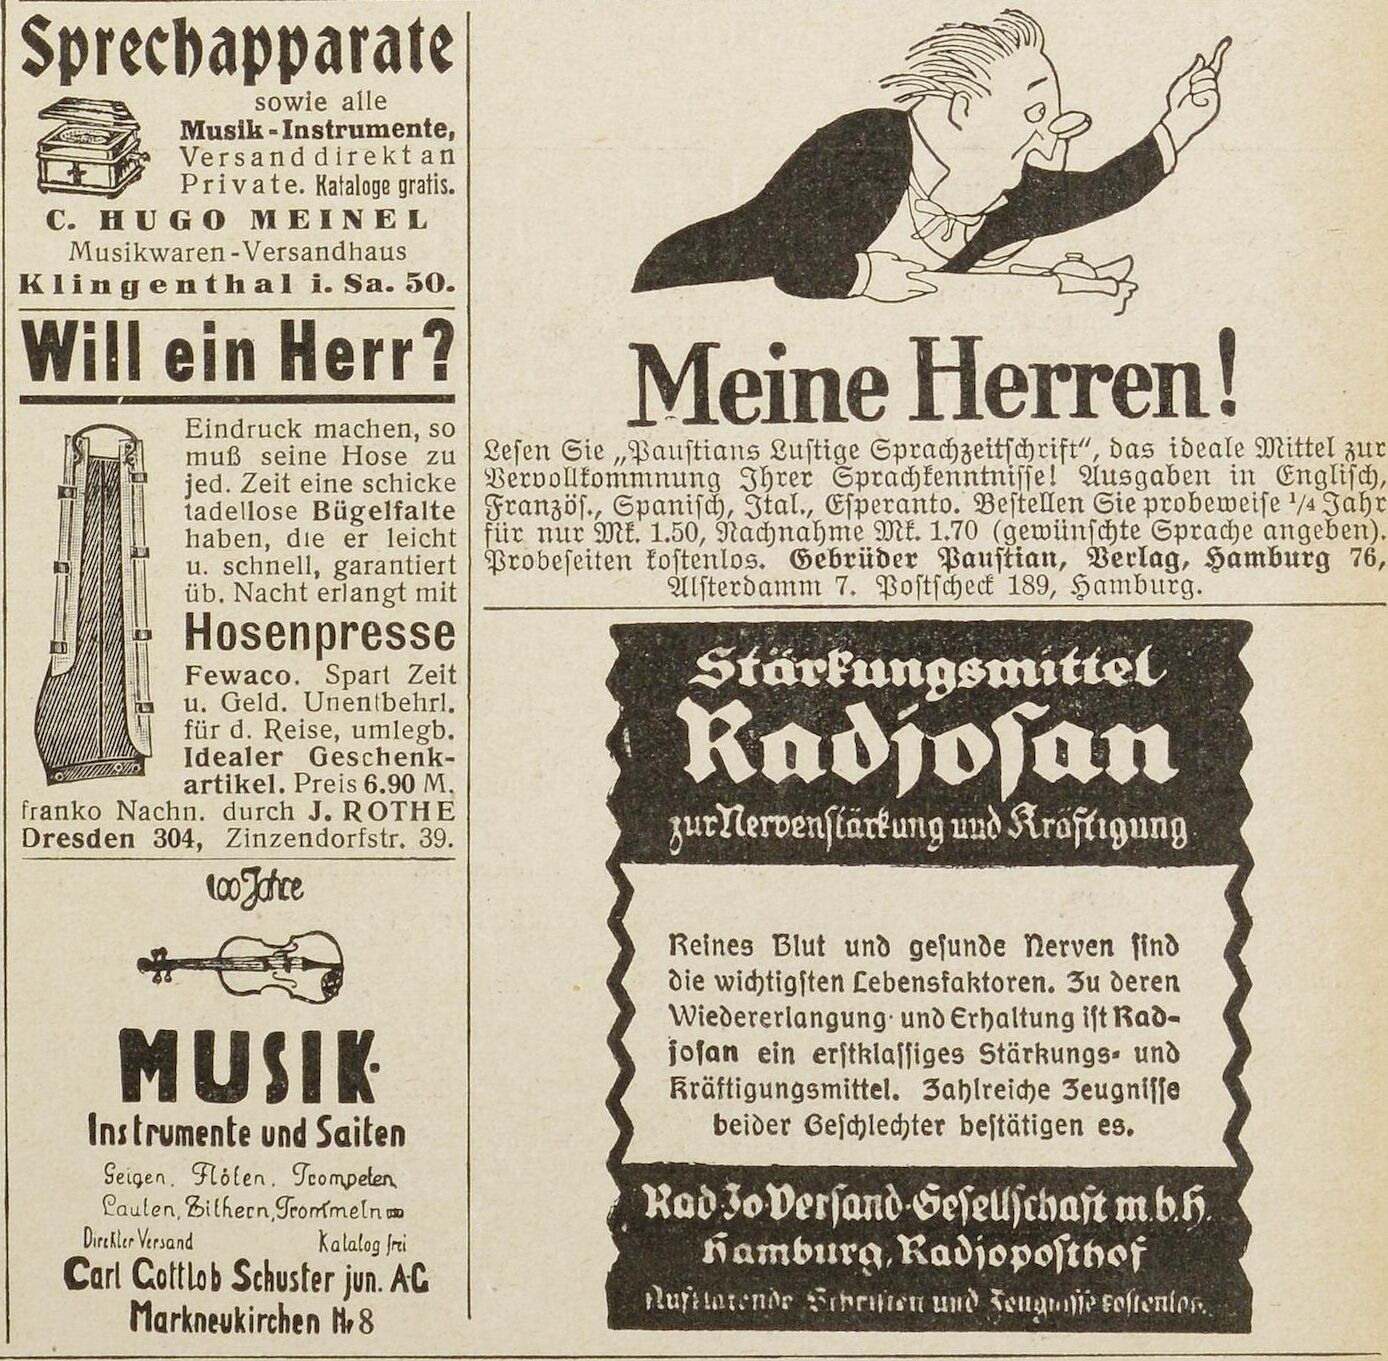 Sprechapparate
sowie alle
Musik-Instrumente,
Versand direkt an
Private. Kataloge gratis.
C. HUGO MEINEL
Musikwaren-Versandhaus
Klingenthal i. Sa. 50.
Will ein Herr?
Eindruck machen, so
muß seine Hose zu
jed. Zeit eine schicke
tadellose Bügelfalte
haben, die er leicht
u. schnell, garantiert
üb. Nacht erlangt mit
Hosenpresse
Fewaco. Spart Zeit
u. Geld. Unentbehrl.
für d. Reise, umlegb.
Idealer Geschenk-
artikel. Preis 6.90 M.
franko Nachn. durch J. ROTHE
Dresden 304, Zinzendorfstr. 39.
100 Jahre
MUSIK-
Instrumente und Saiten
Geigen, Flöten, Trompeten,
Lauten, Zithern, Trommeln
Direkter Versand Katalog frei
Carl Gottlob Schuster jun. A.G
Markneukirchen Nr 8
Meine Herren!
Lesen Sie „Paustians Lustige Sprachzeitschrift“, das ideale Mittel zur
Vervollkommnung Ihrer Sprachkenntnisse! Ausgaben in Englisch,
Französ., Spanisch, Ital., Esperanto. Bestellen Sie probeweise 1/4 Jahr
für nur Mk. 1.50, Nachnahme Mk. 1.70 (gewünschte Sprache angeben).
Probeseiten kostenlos. Gebrüder Paustian, Verlag, Hamburg 76,
Alsterdamm 7. Postscheck 189, Hamburg.
Stärkungsmittel
Radjosan
zur Nervenstärkung und Kräftigung
Reines Blut und gesunde Nerven sind
die wichtigsten Lebensfaktoren. Zu deren
Wiedererlangung und Erhaltung ist Rad-
josan ein erstklassiges Stärkungs- und
Kräftigungsmittel. Zahlreiche Zeugnisse
beider Geschlechter bestätigen es.
Rad-Jo-Versand-Gesellschaft m.b.H.
Hamburg, Radjoposthof
Aufklärende Schriften und Zeugnisse kostenlos.